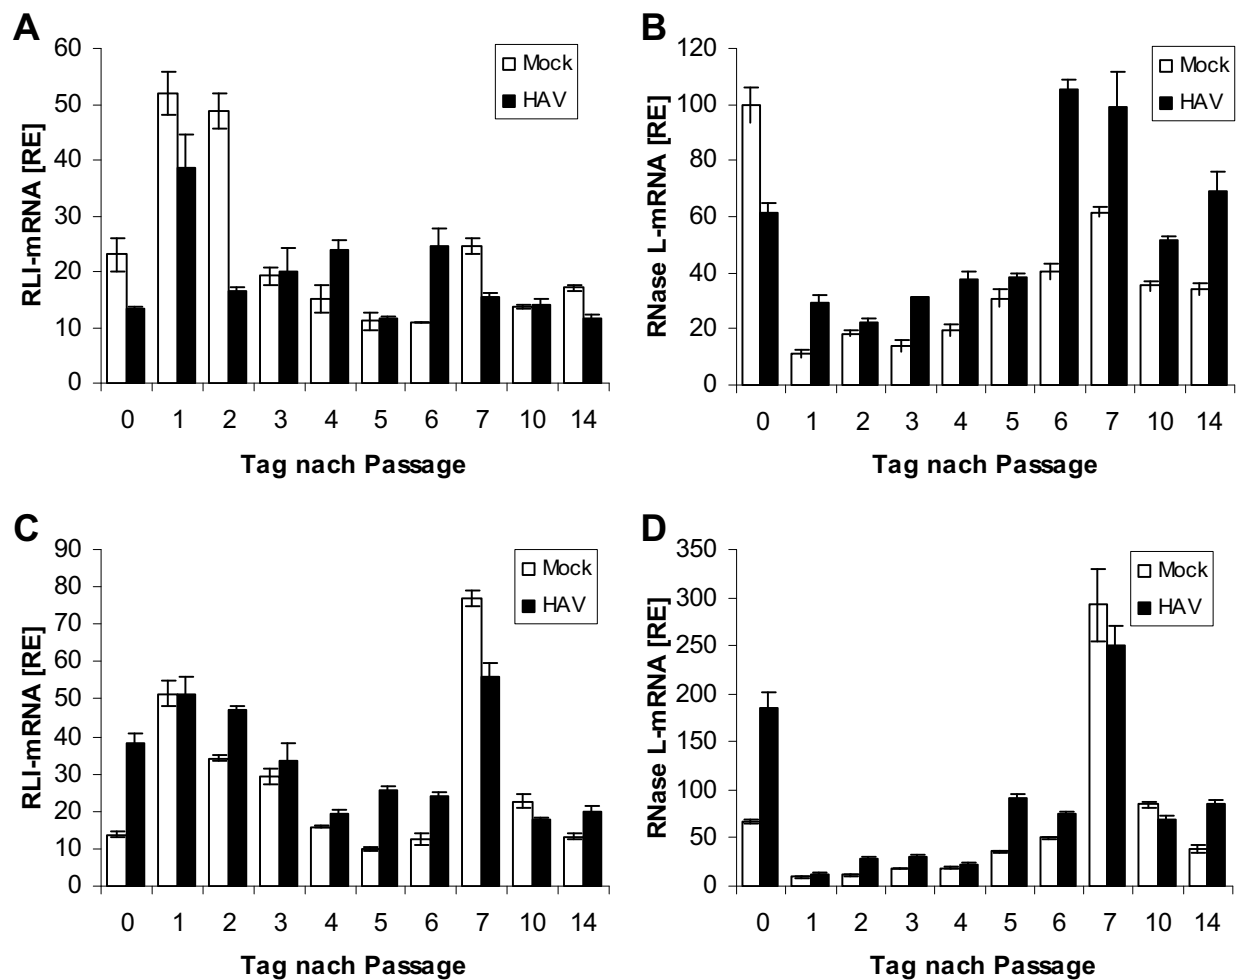 A
RLI-mRNA [RE]
60
50
40
30
20
10
0
Mock
HAV
0 1 2 3 4 5 6 7 10 14
Tag nach Passage
B
RNase L-mRNA [RE]
120
100
80
60
40
20
0
Mock
HAV
0 1 2 3 4 5 6 7 10 14
Tag nach Passage
C
RLI-mRNA [RE]
90
80
70
60
50
40
30
20
10
0
Mock
HAV
0 1 2 3 4 5 6 7 10 14
Tag nach Passage
D
RNase L-mRNA [RE]
350
300
250
200
150
100
50
0
Mock
HAV
0 1 2 3 4 5 6 7 10 14
Tag nach Passage